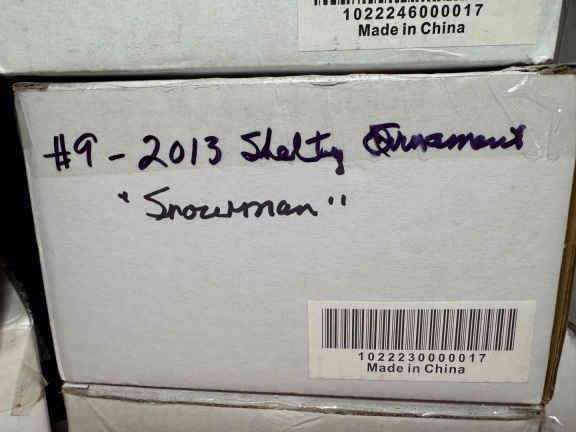 1022246000017
Made in China
#9 - 2013 Shelty Ornament
"Snowman"
1022230000017
Made in China